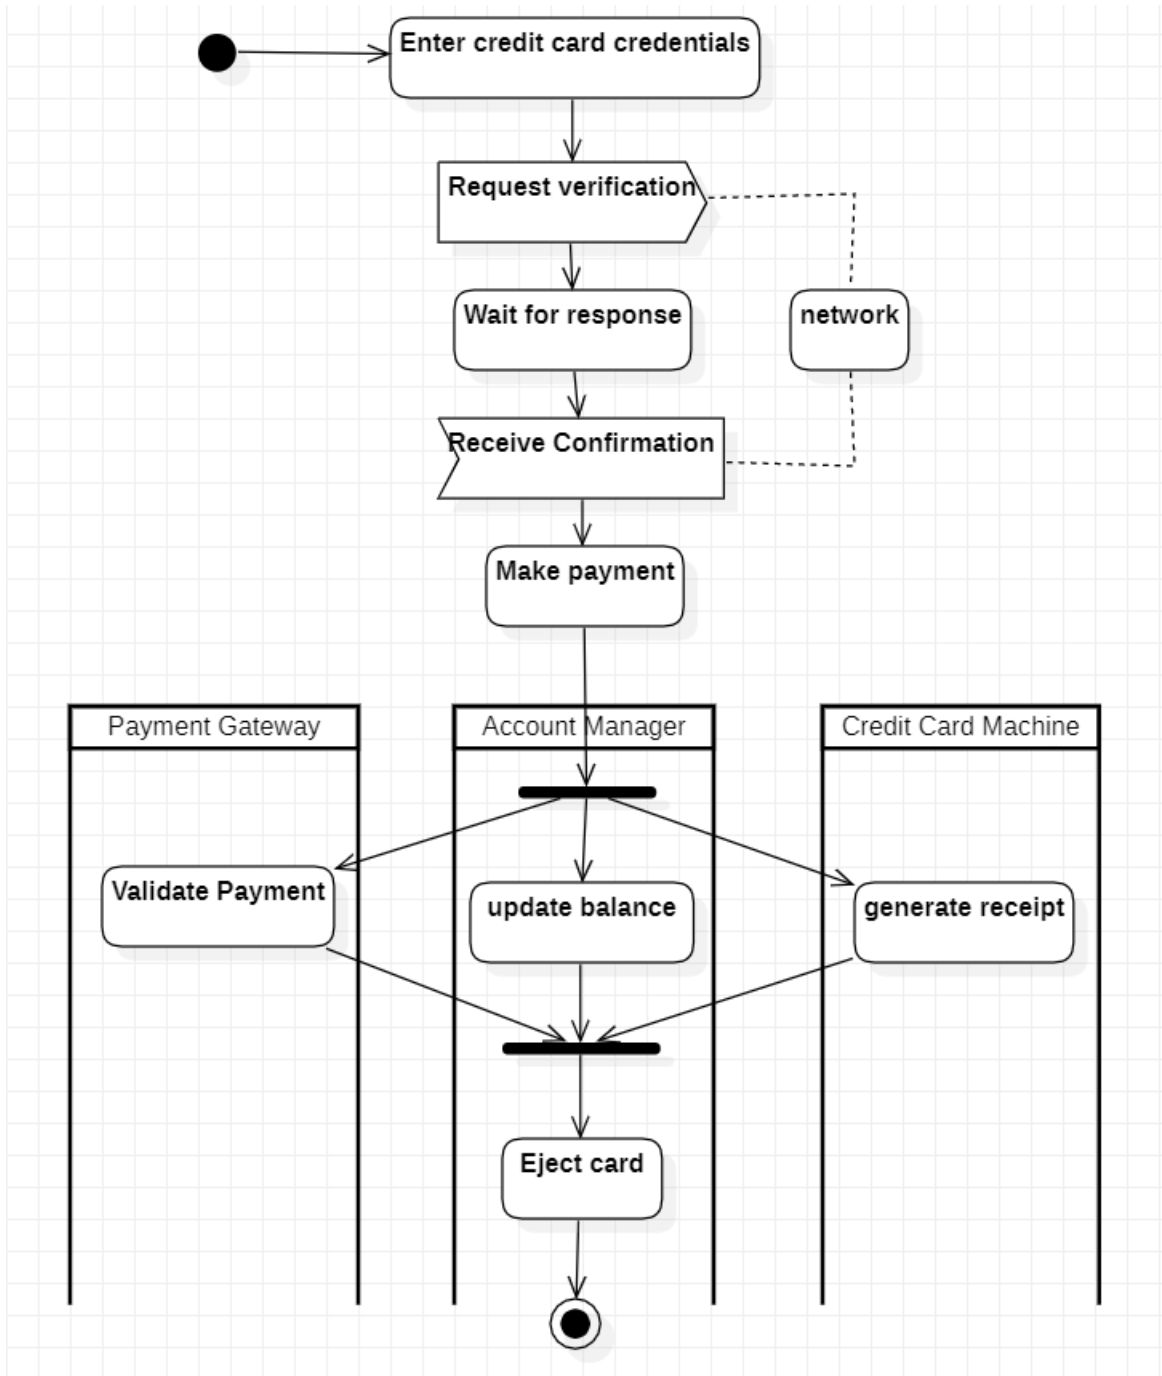 Enter credit card credentials
Request verification
Wait for response
network
Receive Confirmation
Make payment
Payment Gateway
Account Manager
Credit Card Machine
Validate Payment
update balance
generate receipt
Eject card